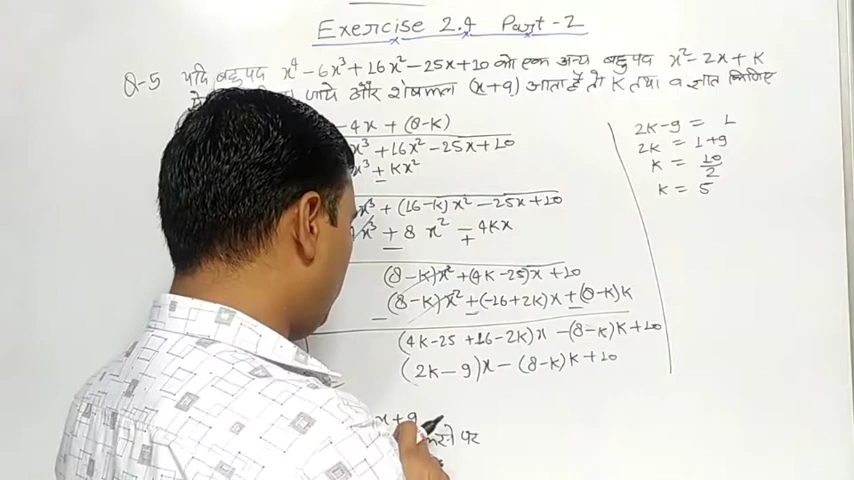 Exercise 2.4 Part-2
Q-5 यदि बहुपद x⁴-6x³+16x²-25x+10 को एक अन्य बहुपद x²-2x+k
जाये और शेषफल (x+9) आता है तो k तथा a ज्ञात कीजिए
-4x+(8-k)
x³+16x²-25x+10
x³+kx²
x³+(16-k)x²-25x+10
x³+8x²-4kx
(8-k)x²+(4k-25)x+10
(8-k)x²+(-16+2k)x+(8-k)k
(4k-25+16-2k)x-(8-k)k+10
(2k-9)x-(8-k)k+10
x+9
करने पर
2k-9=1
2k=1+9
k=10/2
k=5